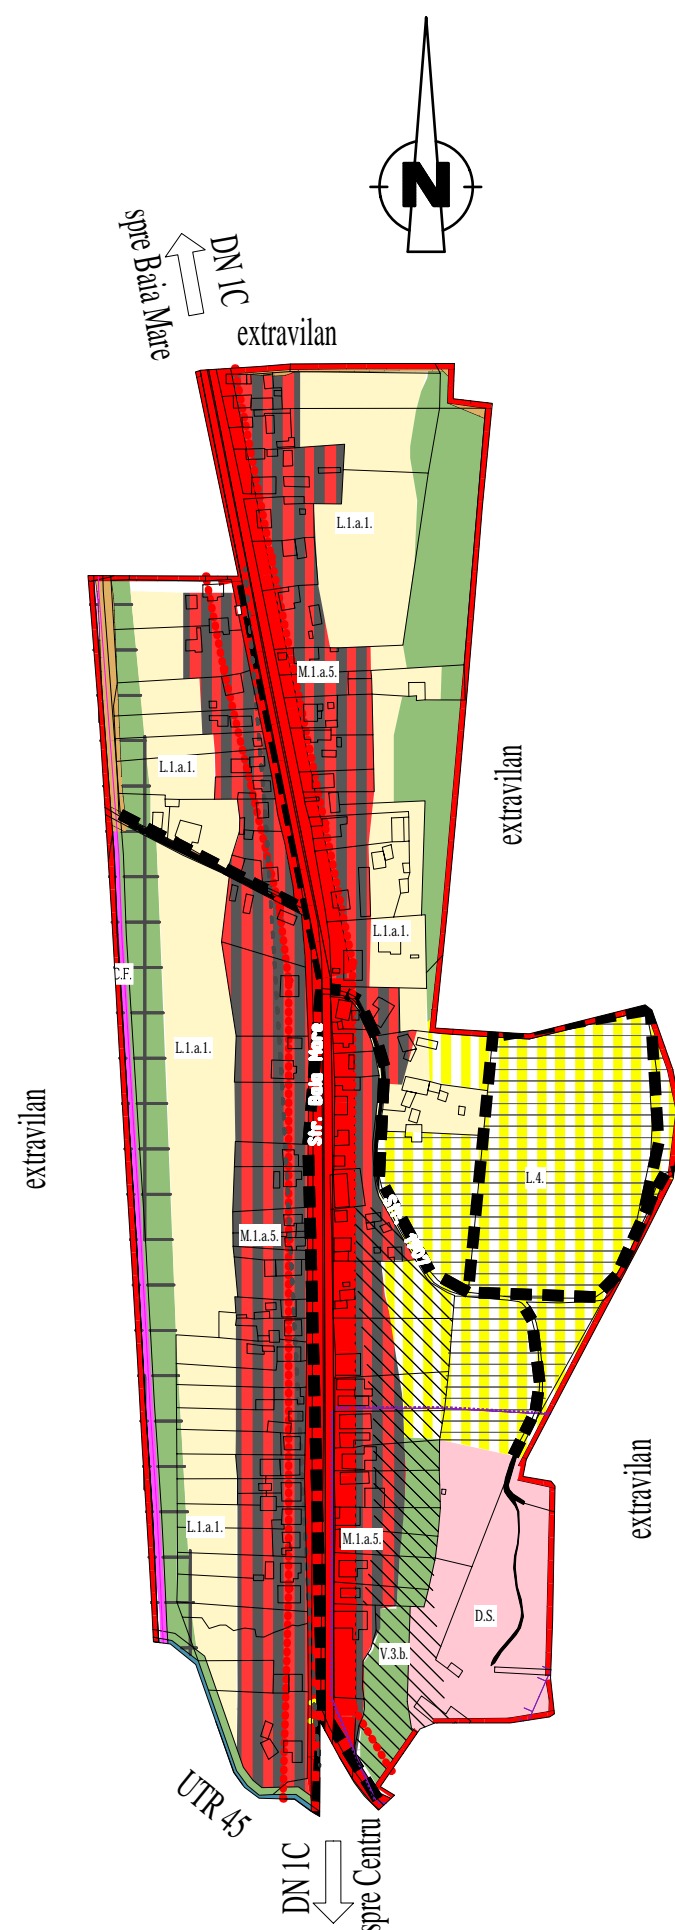 N
DN 1C
spre Baia Mare
extravilan
L.1.a.1.
M.1.a.5.
L.1.a.1.
extravilan
L.1.a.1.
C.F.
L.1.a.1.
Str. Baia Mare
extravilan
L.4.
M.1.a.5.
extravilan
L.1.a.1.
M.1.a.5.
D.S.
V.3.b.
UTR 45
DN 1C
spre Centru